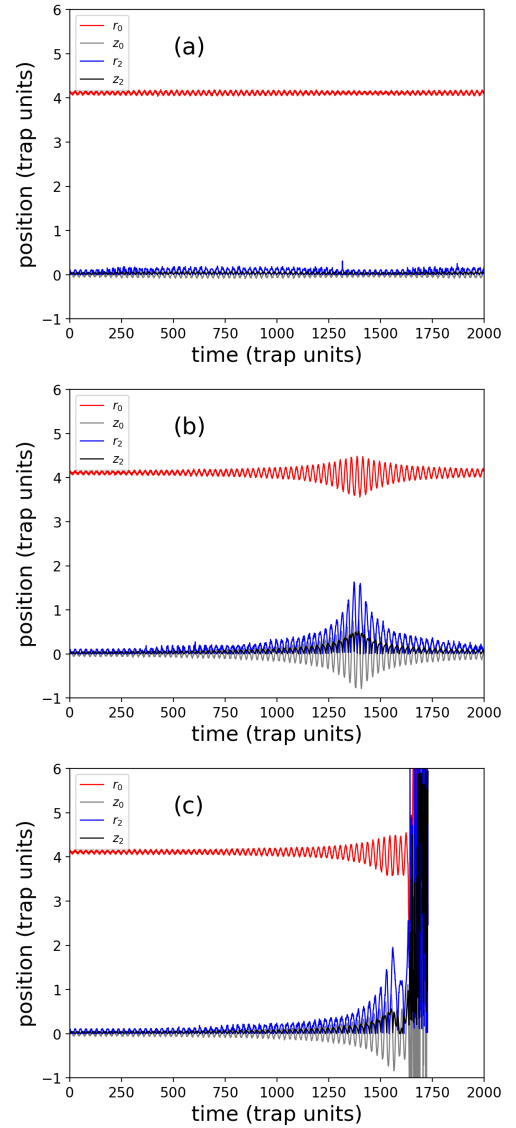 6
5
4
3
2
1
0
−1
position (trap units)
r₀
z₀
r₂
z₂
(a)
0 250 500 750 1000 1250 1500 1750 2000
time (trap units)
6
5
4
3
2
1
0
−1
position (trap units)
r₀
z₀
r₂
z₂
(b)
0 250 500 750 1000 1250 1500 1750 2000
time (trap units)
6
5
4
3
2
1
0
−1
position (trap units)
r₀
z₀
r₂
z₂
(c)
0 250 500 750 1000 1250 1500 1750 2000
time (trap units)